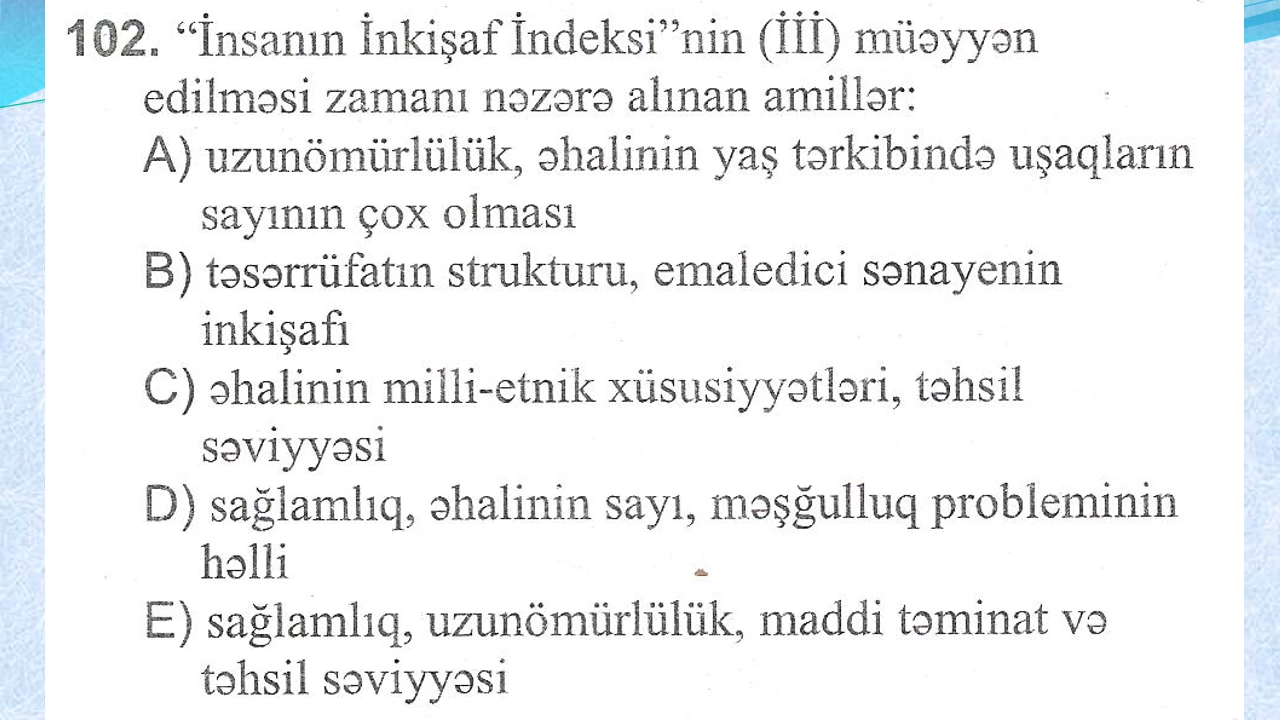 102. “İnsanın İnkişaf İndeksi”nin (İİİ) müəyyən
edilməsi zamanı nəzərə alınan amillər:
A) uzunömürlülük, əhalinin yaş tərkibində uşaqların
sayının çox olması
B) təsərrüfatın strukturu, emaledici sənayenin
inkişafı
C) əhalinin milli-etnik xüsusiyyətləri, təhsil
səviyyəsi
D) sağlamlıq, əhalinin sayı, məşğulluq probleminin
həlli
E) sağlamlıq, uzunömürlülük, maddi təminat və
təhsil səviyyəsi